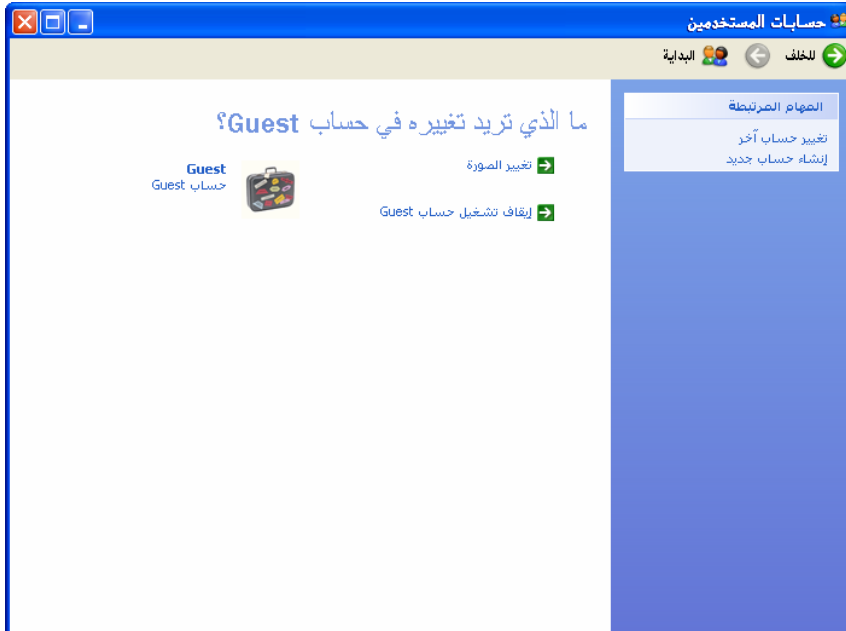 حسابات المستخدمين
للخلف البداية
المهام المرتبطة
تغيير حساب آخر
إنشاء حساب جديد
ما الذي تريد تغييره في حساب Guest؟
تغيير الصورة
إيقاف تشغيل حساب Guest
Guest
حساب Guest